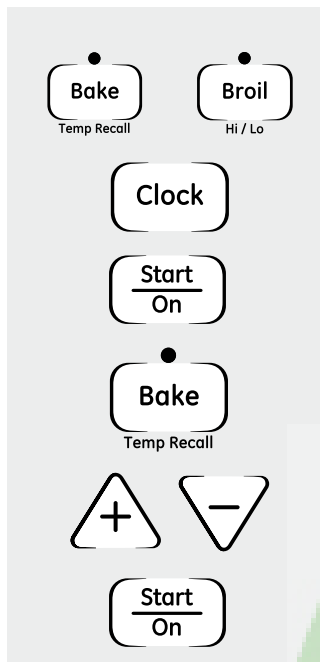 Bake Broil
Temp Recall Hi / Lo
Clock
Start
On
Bake
Temp Recall
+ −
Start
On